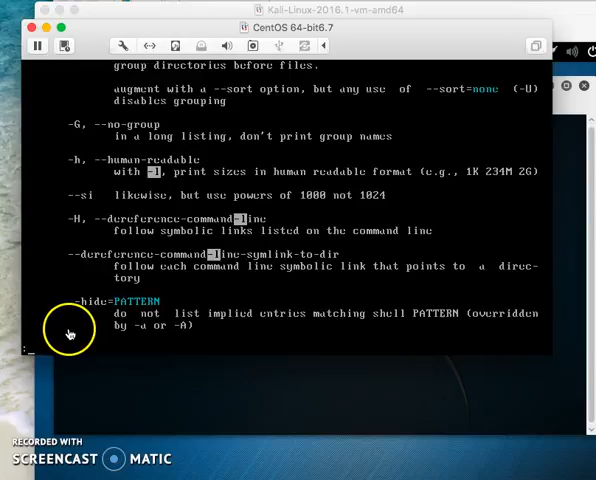 Kali-Linux-2016.1-vm-amd64
CentOS 64-bit6.7
group directories before files.
augment with a --sort option, but any use of --sort=none (-U)
disables grouping
-G, --no-group
in a long listing, don't print group names
-h, --human-readable
with -l, print sizes in human readable format (e.g., 1K 234M 2G)
--si likewise, but use powers of 1000 not 1024
-H, --dereference-command-line
follow symbolic links listed on the command line
--dereference-command-line-symlink-to-dir
follow each command line symbolic link that points to a direc-
tory
-hide=PATTERN
do not list implied entries matching shell PATTERN (overridden
by -a or -A)
:_
RECORDED WITH
SCREENCAST MATIC